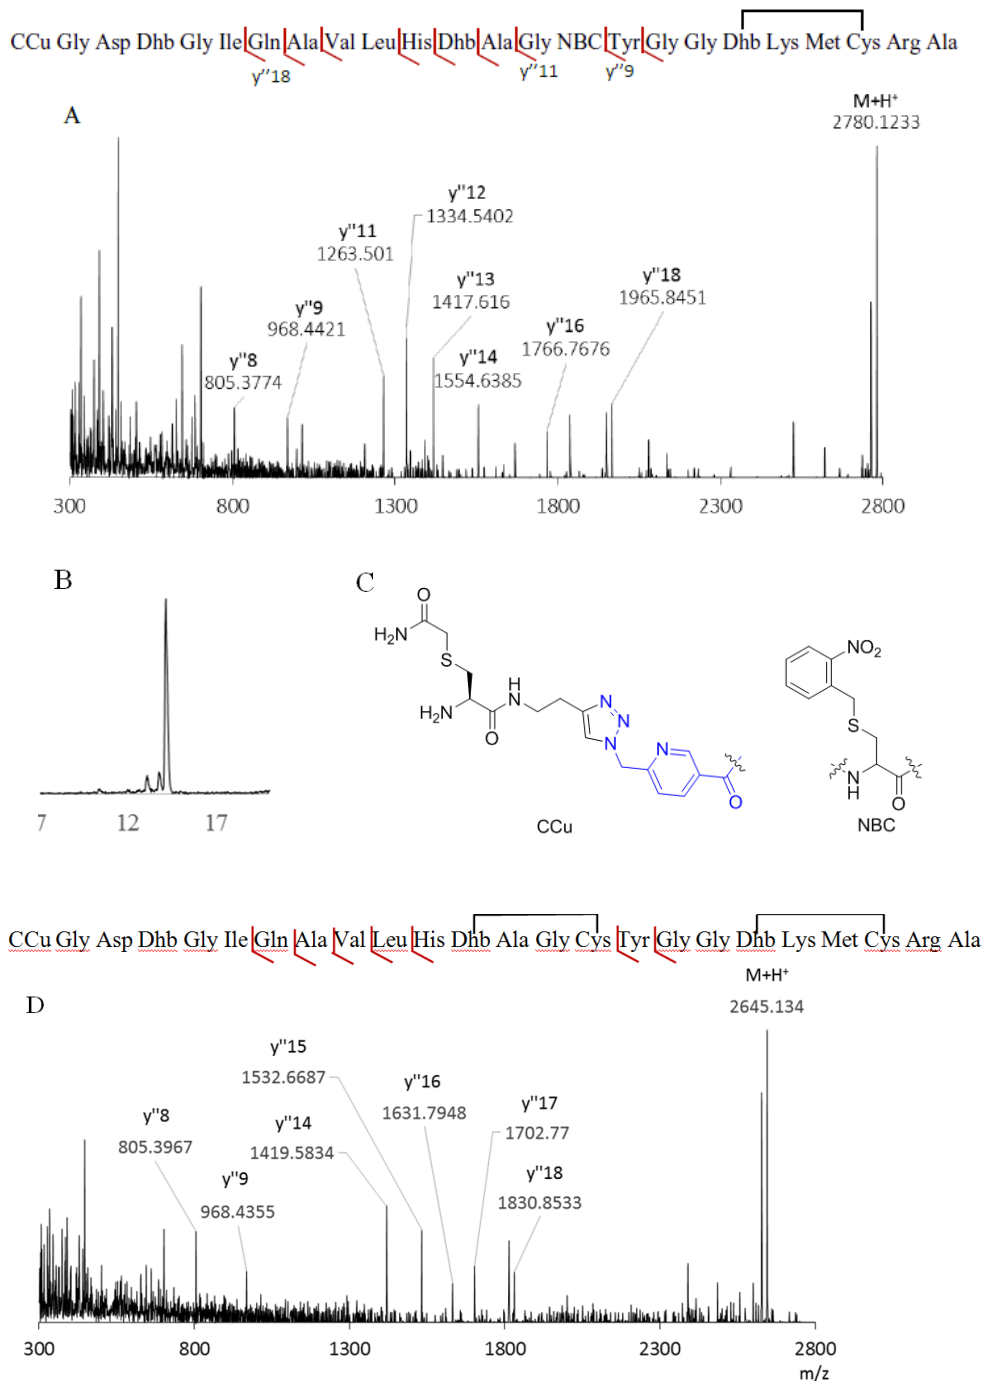 CCu Gly Asp Dhb Gly Ile Gln Ala Val Leu His Dhb Ala Gly NBC Tyr Gly Gly Dhb Lys Met Cys Arg Ala
y''18 y''11 y''9
A
M+H⁺
2780.1233
y''12
1334.5402
y''11
1263.501
y''13
1417.616
y''18
1965.8451
y''9
968.4421
y''16
1766.7676
y''14
1554.6385
y''8
805.3774
300 800 1300 1800 2300 2800
B
7 12 17
C
O
H₂N
S
H
N
H₂N
O
N
N
N
N
O
CCu
NO₂
S
N
H
O
NBC
CCu Gly Asp Dhb Gly Ile Gln Ala Val Leu His Dhb Ala Gly Cys Tyr Gly Gly Dhb Lys Met Cys Arg Ala
D
M+H⁺
2645.134
y''15
1532.6687
y''16
1631.7948
y''17
1702.77
y''8
805.3967
y''14
1419.5834
y''18
1830.8533
y''9
968.4355
300 800 1300 1800 2300 2800
m/z